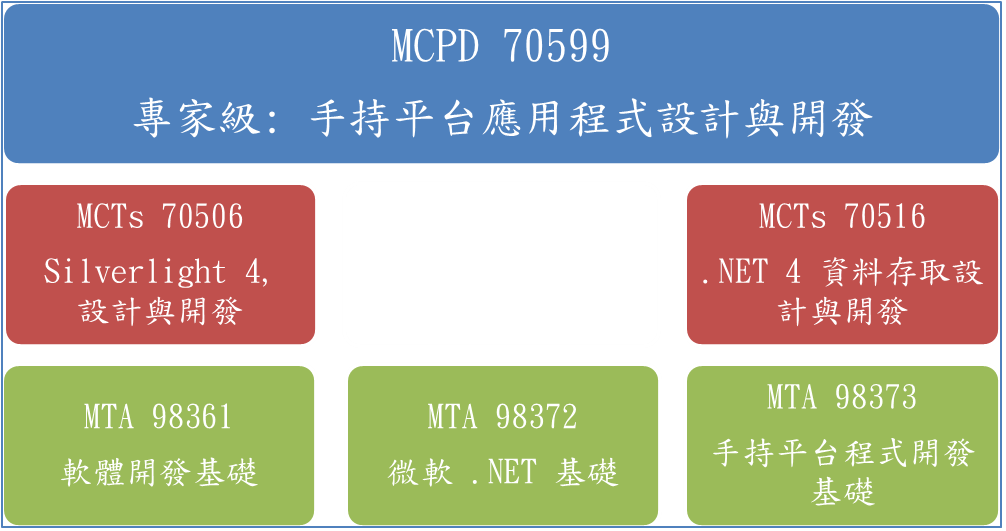 MCPD 70599
專家級: 手持平台應用程式設計與開發
MCTs 70506
Silverlight 4,
設計與開發
MCTs 70516
.NET 4 資料存取設
計與開發
MTA 98361
軟體開發基礎
MTA 98372
微軟 .NET 基礎
MTA 98373
手持平台程式開發
基礎